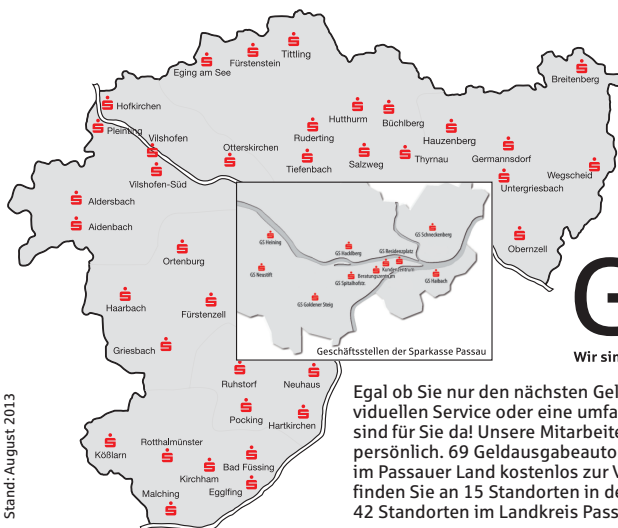 Tittling
Fürstenstein
Eging am See
Breitenberg
Hofkirchen
Hutthurm
Büchlberg
Pleinting
Vilshofen
Ruderting
Hauzenberg
Otterskirchen
Germannsdorf
Salzweg
Thyrnau
Tiefenbach
Wegscheid
Vilshofen-Süd
Untergriesbach
Aldersbach
Aidenbach
GS Schneckenberg
GS Heining
GS Hacklberg
GS Residenzplatz
Obernzell
Ortenburg
GS Neustift
Kundenzentrum
Beratungszentrum
GS Spitalhofstr.
GS Haibach
GS Goldener Steig
Haarbach
Fürstenzell
Griesbach
Geschäftsstellen der Sparkasse Passau
G
Wir sin
Ruhstorf
Neuhaus
Pocking
Hartkirchen
Kößlarn
Rotthalmünster
Bad Füssing
Kirchham
Egglfing
Malching
Egal ob Sie nur den nächsten Gel
viduellen Service oder eine umfa
sind für Sie da! Unsere Mitarbeite
persönlich. 69 Geldausgabeauto
im Passauer Land kostenlos zur V
finden Sie an 15 Standorten in de
42 Standorten im Landkreis Pass
Stand: August 2013